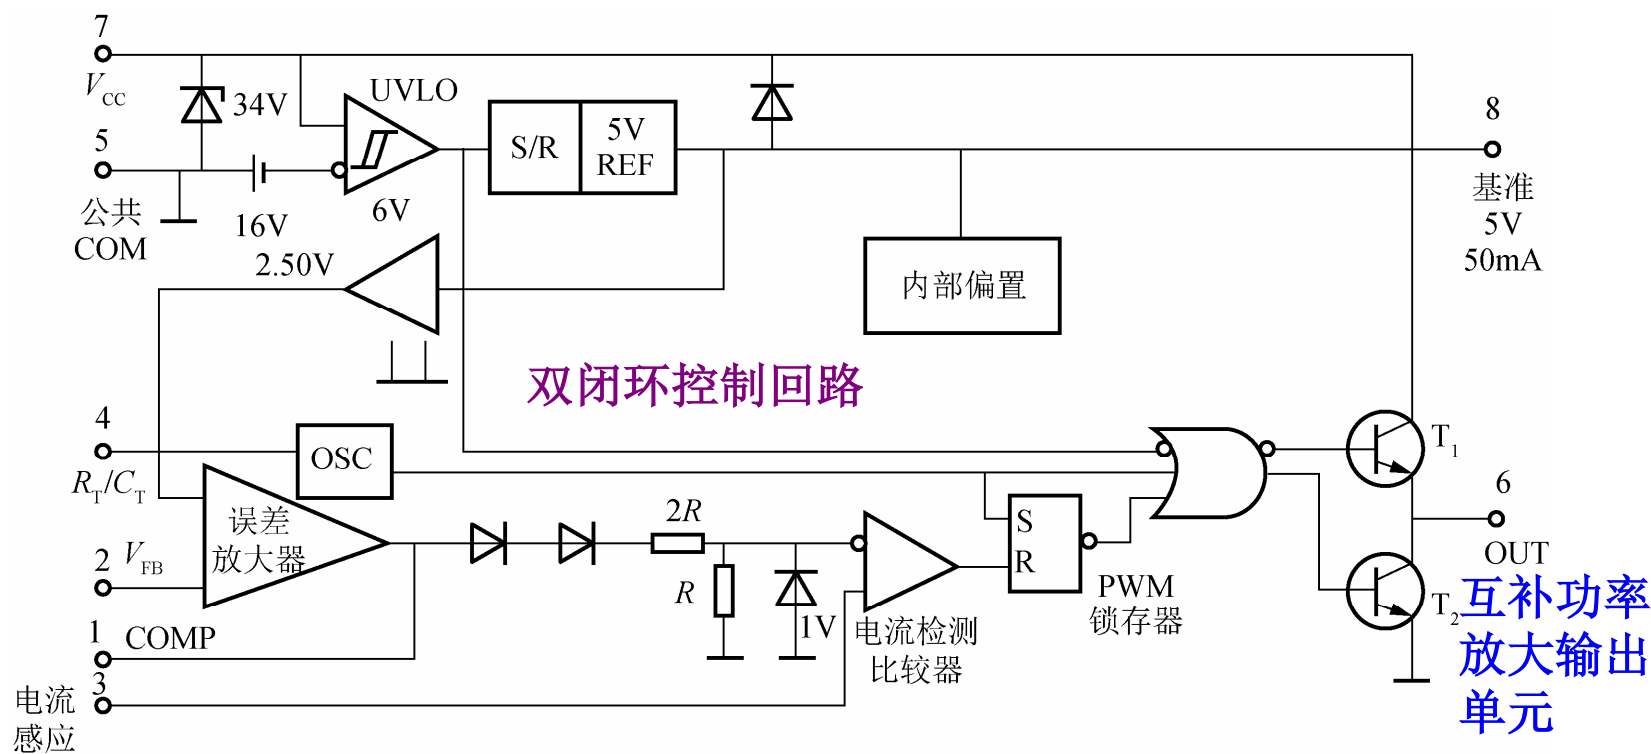 7
VCC
34V
UVLO
5
公共
COM
16V
6V
S/R
5V
REF
8
基准
5V
50mA
2.50V
内部偏置
双闭环控制回路
4
RT/CT
OSC
误差
放大器
2
VFB
1
COMP
3
电流
感应
2R
R
1V
电流检测
比较器
S
R
PWM
锁存器
T1
6
OUT
T2
互补功率
放大输出
单元